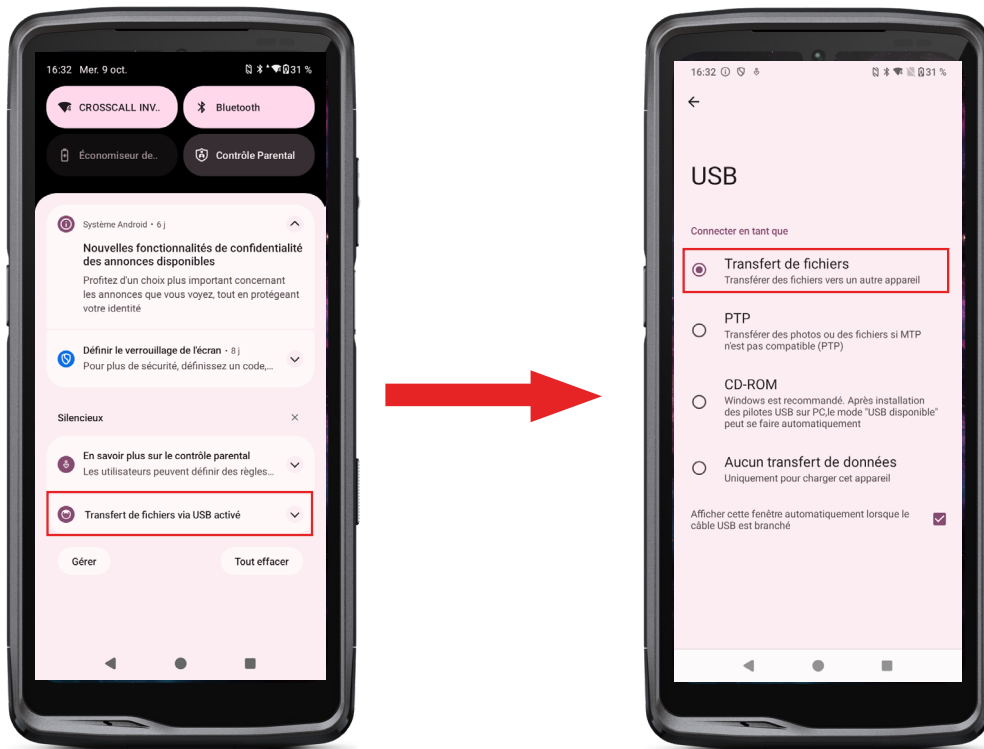 16:32 Mer. 9 oct.
31 %
CROSSCALL INV..
Bluetooth
Économiseur de..
Contrôle Parental
Système Android • 6 j
Nouvelles fonctionnalités de confidentialité
des annonces disponibles
Profitez d'un choix plus important concernant
les annonces que vous voyez, tout en protégeant
votre identité
Définir le verrouillage de l'écran • 8 j
Pour plus de sécurité, définissez un code,...
Silencieux
En savoir plus sur le contrôle parental
Les utilisateurs peuvent définir des règles...
Transfert de fichiers via USB activé
Gérer
Tout effacer
16:32
31 %
USB
Connecter en tant que
Transfert de fichiers
Transférer des fichiers vers un autre appareil
PTP
Transférer des photos ou des fichiers si MTP
n'est pas compatible (PTP)
CD-ROM
Windows est recommandé. Après installation
des pilotes USB sur PC,le mode "USB disponible"
peut se faire automatiquement
Aucun transfert de données
Uniquement pour charger cet appareil
Afficher cette fenêtre automatiquement lorsque le
câble USB est branché